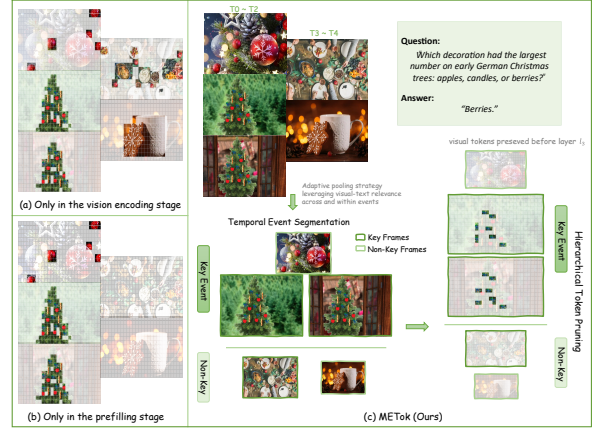 T0 ~ T2
T3 ~ T4
Question:
Which decoration had the largest
number on early German Christmas
trees: apples, candles, or berries?"
Answer:
"Berries."
(a) Only in the vision encoding stage
(b) Only in the prefilling stage
Adaptive pooling strategy
leveraging visual-text relevance
across and within events
Temporal Event Segmentation
Key Frames
Non-Key Frames
Key Event
Non-Key
visual tokens preseved before layer l₅
Key Event
Non-Key
Hierarchical Token Pruning
(c) METok (Ours)